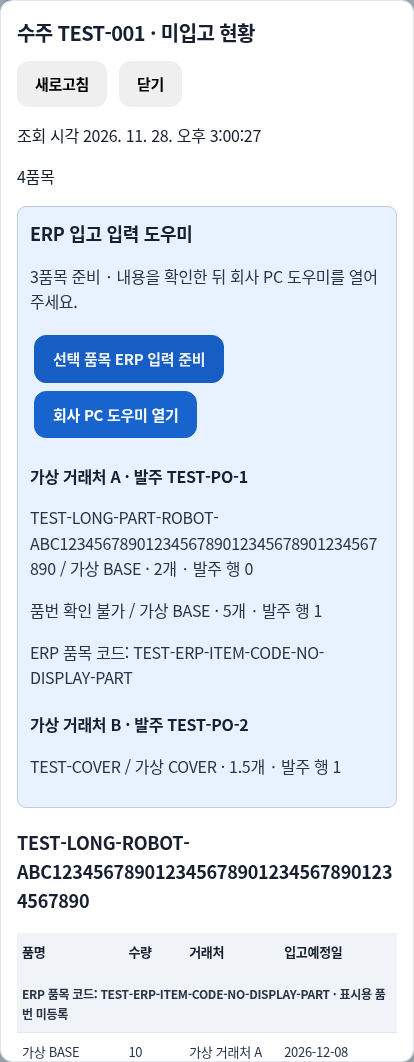 수주 TEST-001 · 미입고 현황
새로고침 닫기
조회 시각 2026. 11. 28. 오후 3:00:27
4품목
ERP 입고 입력 도우미
3품목 준비 · 내용을 확인한 뒤 회사 PC 도우미를 열어
주세요.
선택 품목 ERP 입력 준비
회사 PC 도우미 열기
가상 거래처 A · 발주 TEST-PO-1
TEST-LONG-PART-ROBOT-
ABC1234567890123456789012345678901234567
890 / 가상 BASE · 2개 · 발주 행 0
품번 확인 불가 / 가상 BASE · 5개 · 발주 행 1
ERP 품목 코드: TEST-ERP-ITEM-CODE-NO-
DISPLAY-PART
가상 거래처 B · 발주 TEST-PO-2
TEST-COVER / 가상 COVER · 1.5개 · 발주 행 1
TEST-LONG-ROBOT-
ABC123456789012345678901234567890123
4567890
품명 수량 거래처 입고예정일
ERP 품목 코드: TEST-ERP-ITEM-CODE-NO-DISPLAY-PART · 표시용 품
번 미등록
가상 BASE 10 가상 거래처 A 2026-12-08